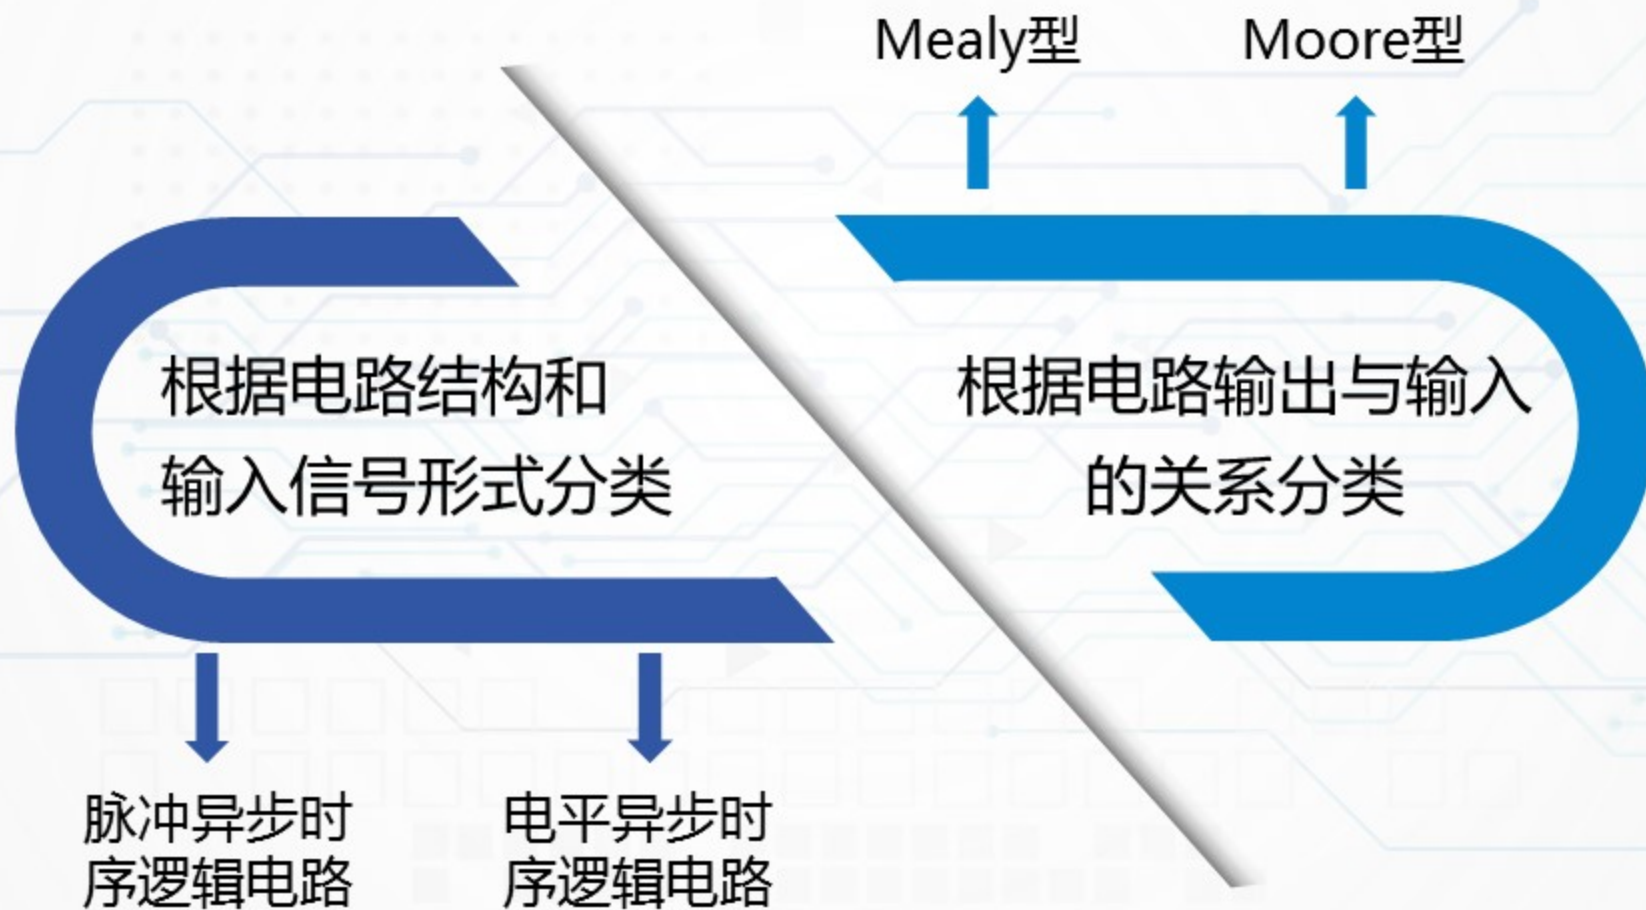 Mealy型
Moore型
根据电路结构和
输入信号形式分类
根据电路输出与输入
的关系分类
脉冲异步时
序逻辑电路
电平异步时
序逻辑电路